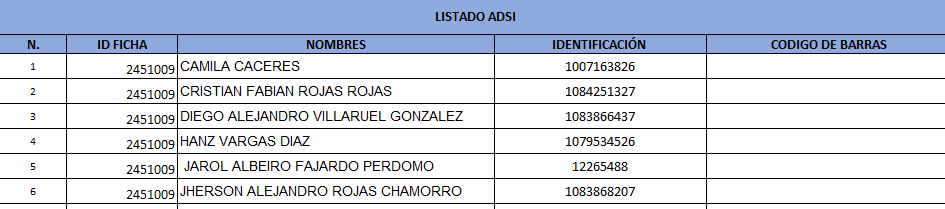 LISTADO ADSI
N. ID FICHA NOMBRES IDENTIFICACIÓN CODIGO DE BARRAS
1 2451009 CAMILA CACERES 1007163826
2 2451009 CRISTIAN FABIAN ROJAS ROJAS 1084251327
3 2451009 DIEGO ALEJANDRO VILLARUEL GONZALEZ 1083866437
4 2451009 HANZ VARGAS DIAZ 1079534526
5 2451009 JAROL ALBEIRO FAJARDO PERDOMO 12265488
6 2451009 JHERSON ALEJANDRO ROJAS CHAMORRO 1083868207